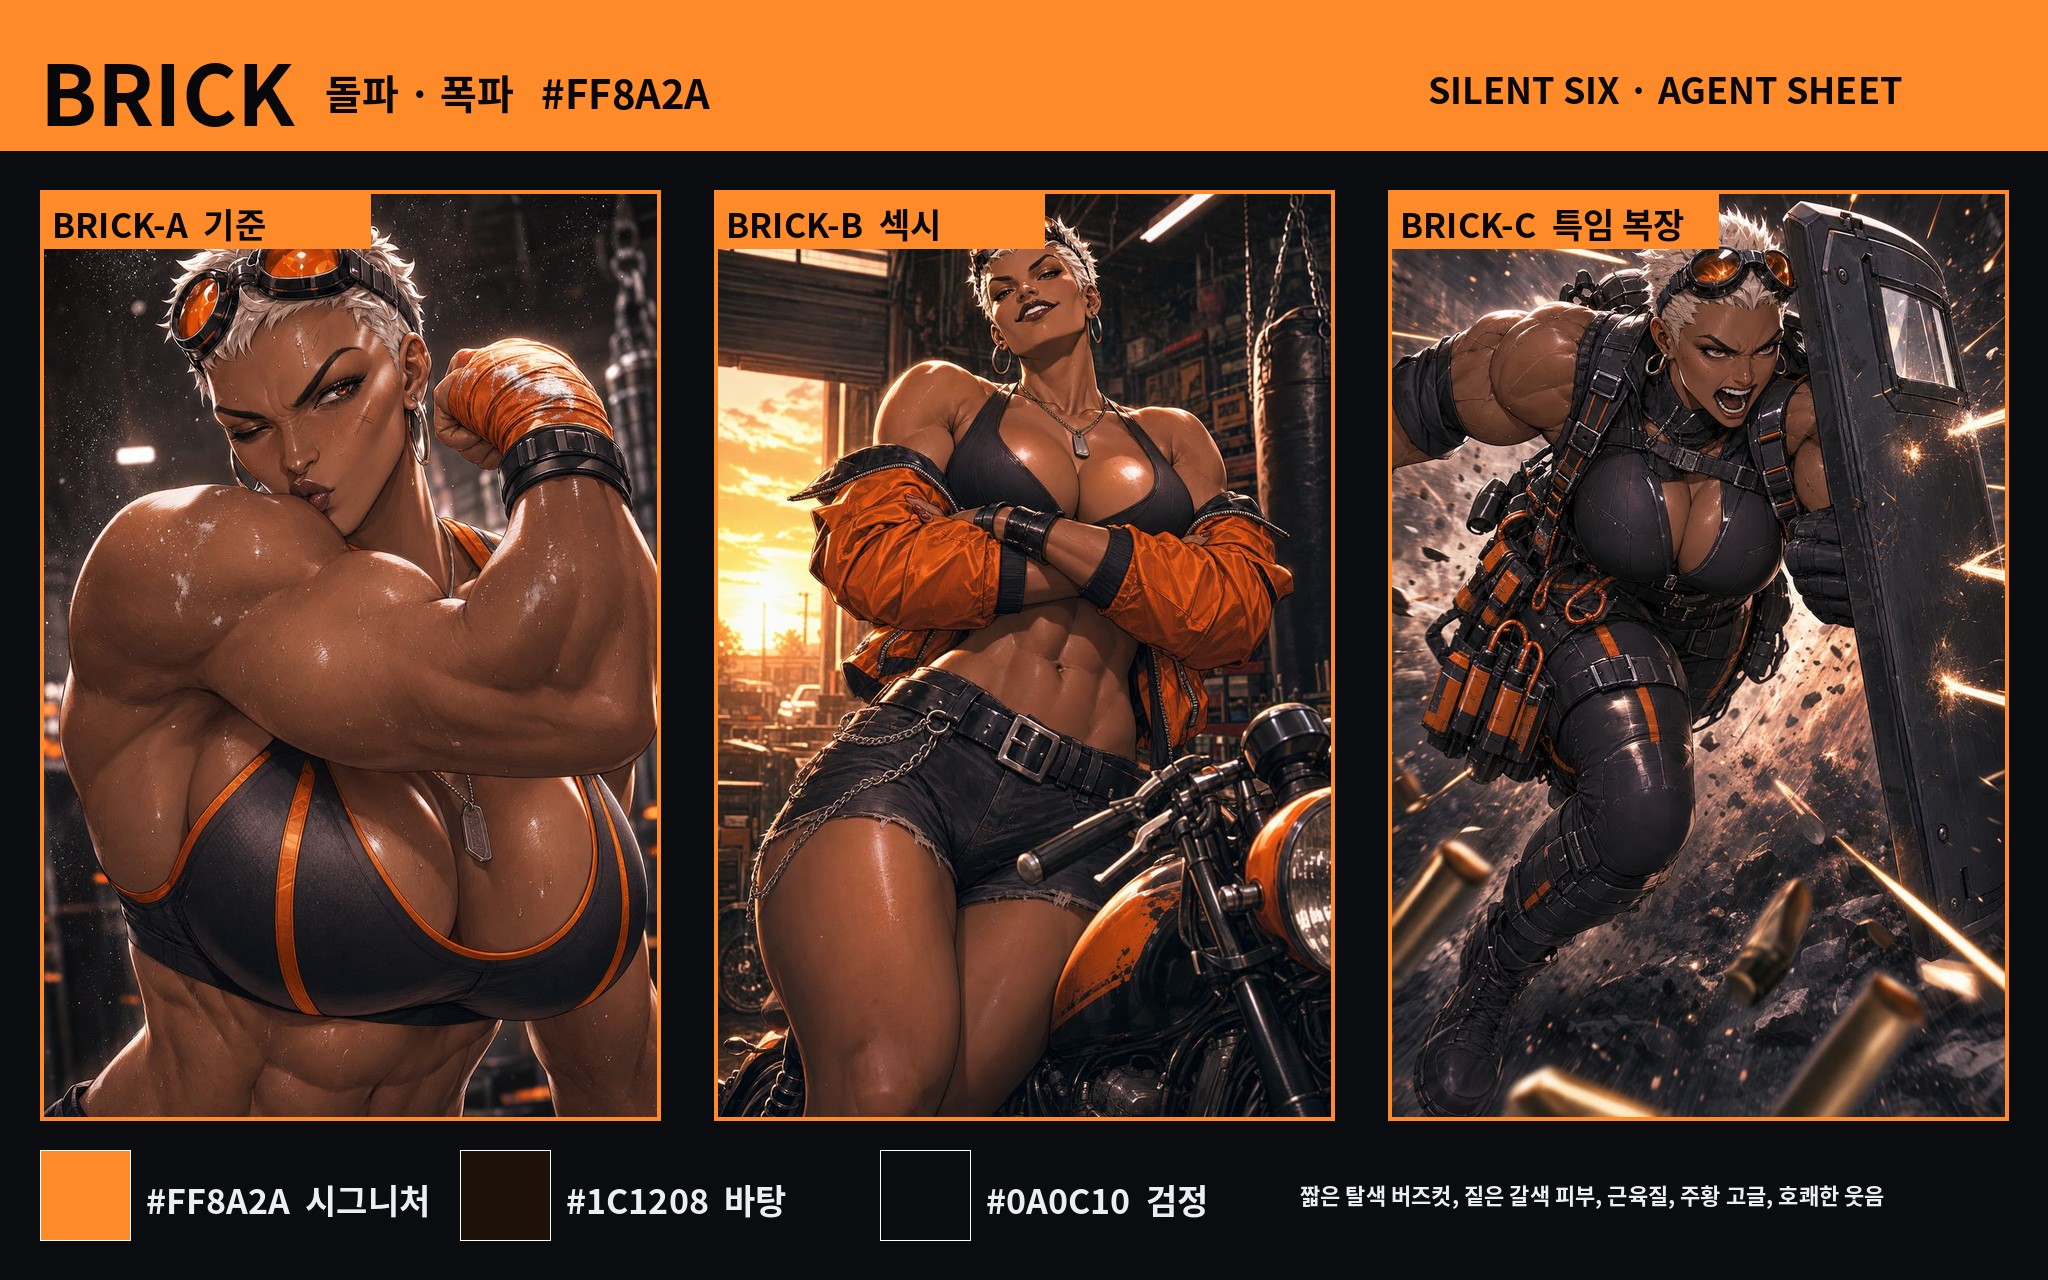 BRICK 돌파 · 폭파 #FF8A2A
SILENT SIX · AGENT SHEET
BRICK-A 기준
BRICK-B 섹시
BRICK-C 특임 복장
#FF8A2A 시그니처
#1C1208 바탕
#0A0C10 검정
짧은 탈색 버즈컷, 짙은 갈색 피부, 근육질, 주황 고글, 호쾌한 웃음